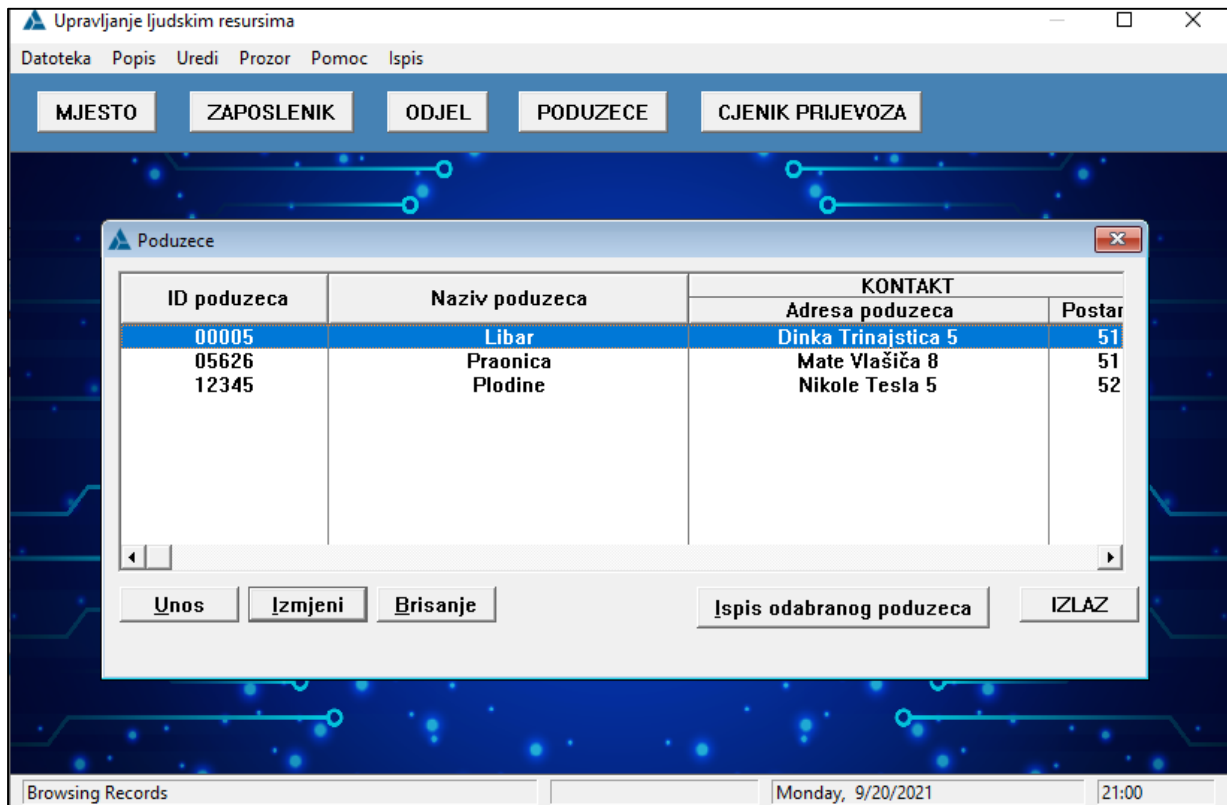 Upravljanje ljudskim resursima
Datoteka Popis Uredi Prozor Pomoc Ispis
MJESTO ZAPOSLENIK ODJEL PODUZECE CJENIK PRIJEVOZA
Poduzece
KONTAKT
ID poduzeca Naziv poduzeca Adresa poduzeca Postar
00005 Libar Dinka Trinajstica 5 51
05626 Praonica Mate Vlašiča 8 51
12345 Plodine Nikole Tesla 5 52
Unos Izmjeni Brisanje Ispis odabranog poduzeca IZLAZ
Browsing Records Monday, 9/20/2021 21:00